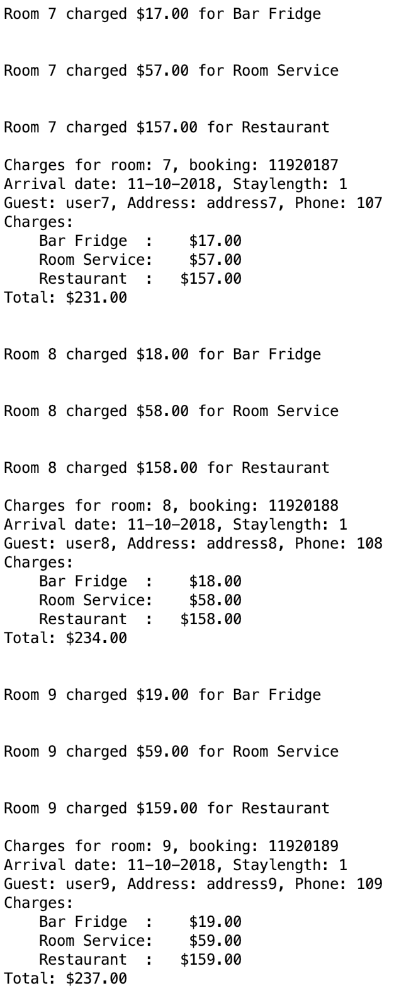 Room 7 charged $17.00 for Bar Fridge
Room 7 charged $57.00 for Room Service
Room 7 charged $157.00 for Restaurant
Charges for room: 7, booking: 11920187
Arrival date: 11-10-2018, Staylength: 1
Guest: user7, Address: address7, Phone: 107
Charges:
    Bar Fridge  :    $17.00
    Room Service:    $57.00
    Restaurant  :   $157.00
Total: $231.00
Room 8 charged $18.00 for Bar Fridge
Room 8 charged $58.00 for Room Service
Room 8 charged $158.00 for Restaurant
Charges for room: 8, booking: 11920188
Arrival date: 11-10-2018, Staylength: 1
Guest: user8, Address: address8, Phone: 108
Charges:
    Bar Fridge  :    $18.00
    Room Service:    $58.00
    Restaurant  :   $158.00
Total: $234.00
Room 9 charged $19.00 for Bar Fridge
Room 9 charged $59.00 for Room Service
Room 9 charged $159.00 for Restaurant
Charges for room: 9, booking: 11920189
Arrival date: 11-10-2018, Staylength: 1
Guest: user9, Address: address9, Phone: 109
Charges:
    Bar Fridge  :    $19.00
    Room Service:    $59.00
    Restaurant  :   $159.00
Total: $237.00